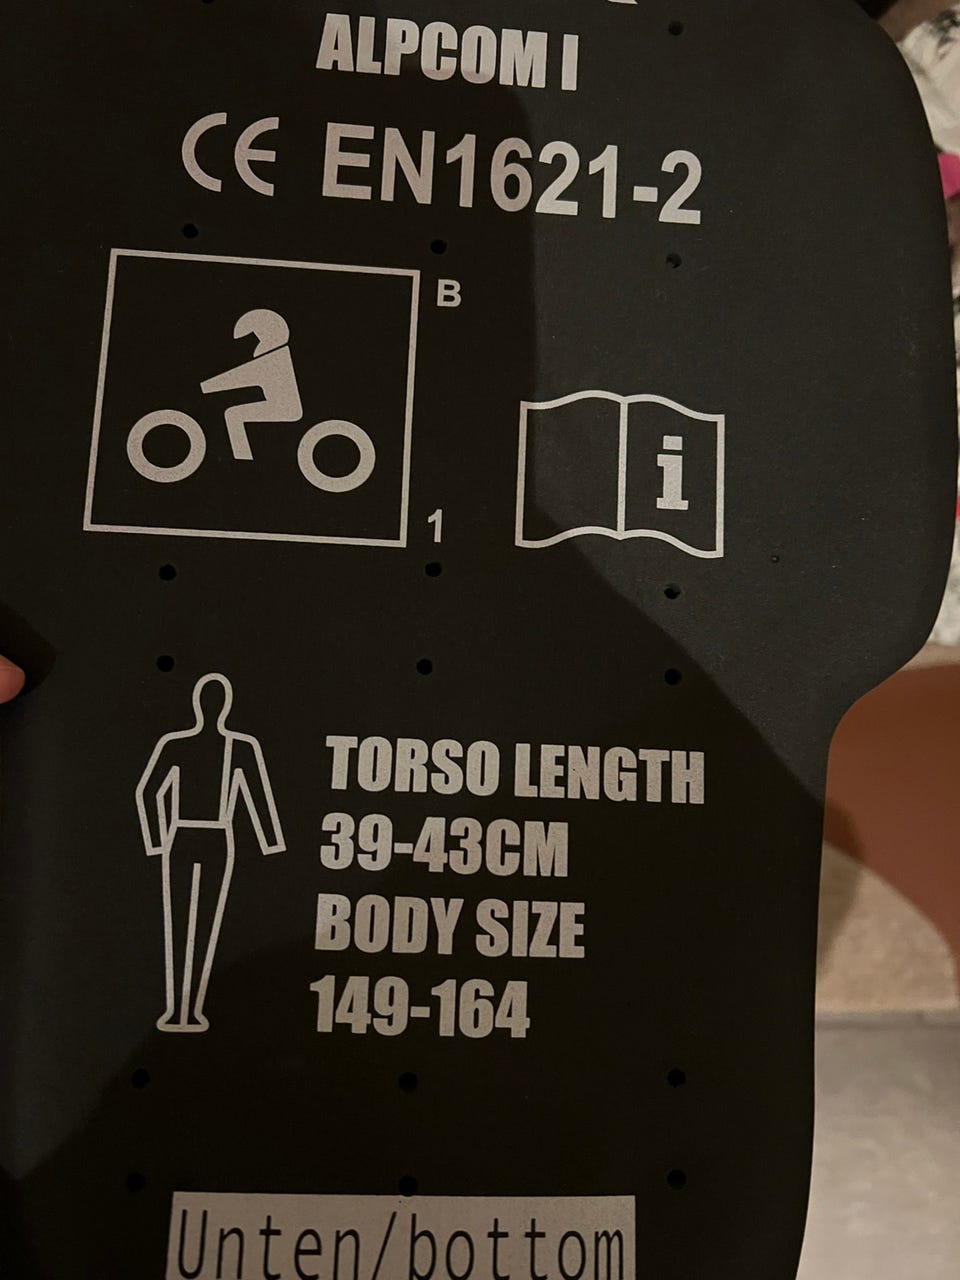 ALPCOM I
CE EN1621-2
B
i
1
TORSO LENGTH
39-43CM
BODY SIZE
149-164
Unten/bottom